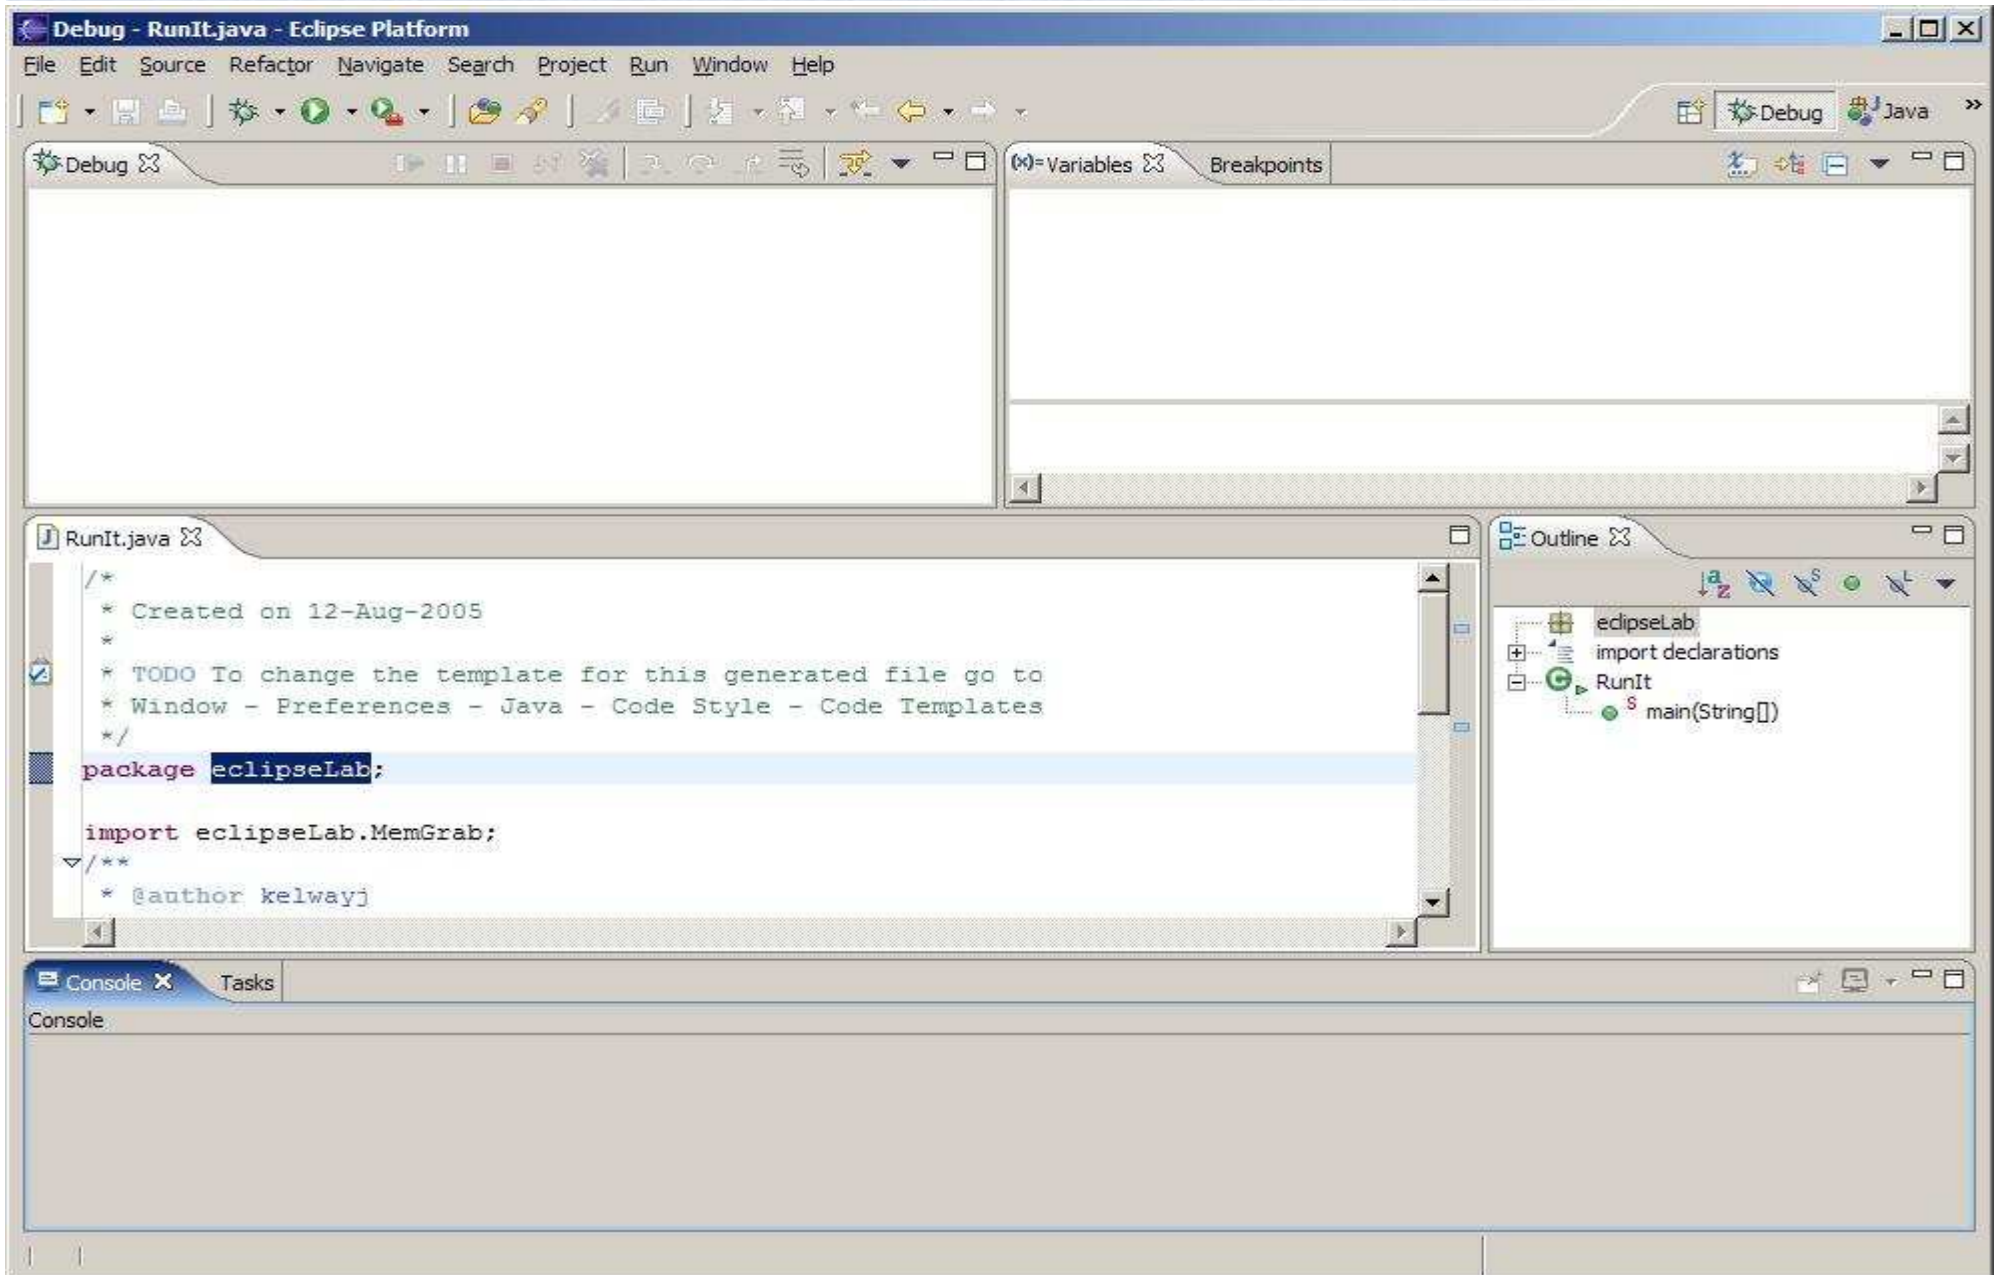 Debug - RunIt.java - Eclipse Platform
File Edit Source Refactor Navigate Search Project Run Window Help
Debug Java »
Debug
(x)= Variables Breakpoints
RunIt.java
/*
* Created on 12-Aug-2005
*
* TODO To change the template for this generated file go to
* Window - Preferences - Java - Code Style - Code Templates
*/
package eclipseLab;
import eclipseLab.MemGrab;
/**
* @author kelwayj
Outline
eclipseLab
import declarations
RunIt
main(String[])
Console Tasks
Console